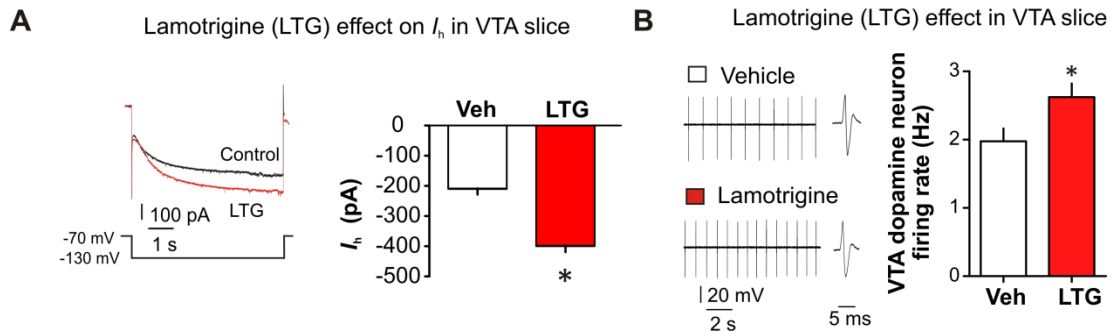 A
Lamotrigine (LTG) effect on Ih in VTA slice
Control
LTG
100 pA
1 s
-70 mV
-130 mV
Veh
LTG
Ih (pA)
0
-100
-200
-300
-400
-500
*
B
Lamotrigine (LTG) effect in VTA slice
Vehicle
Lamotrigine
20 mV
2 s
5 ms
VTA dopamine neuron
firing rate (Hz)
3
2
1
0
*
Veh
LTG